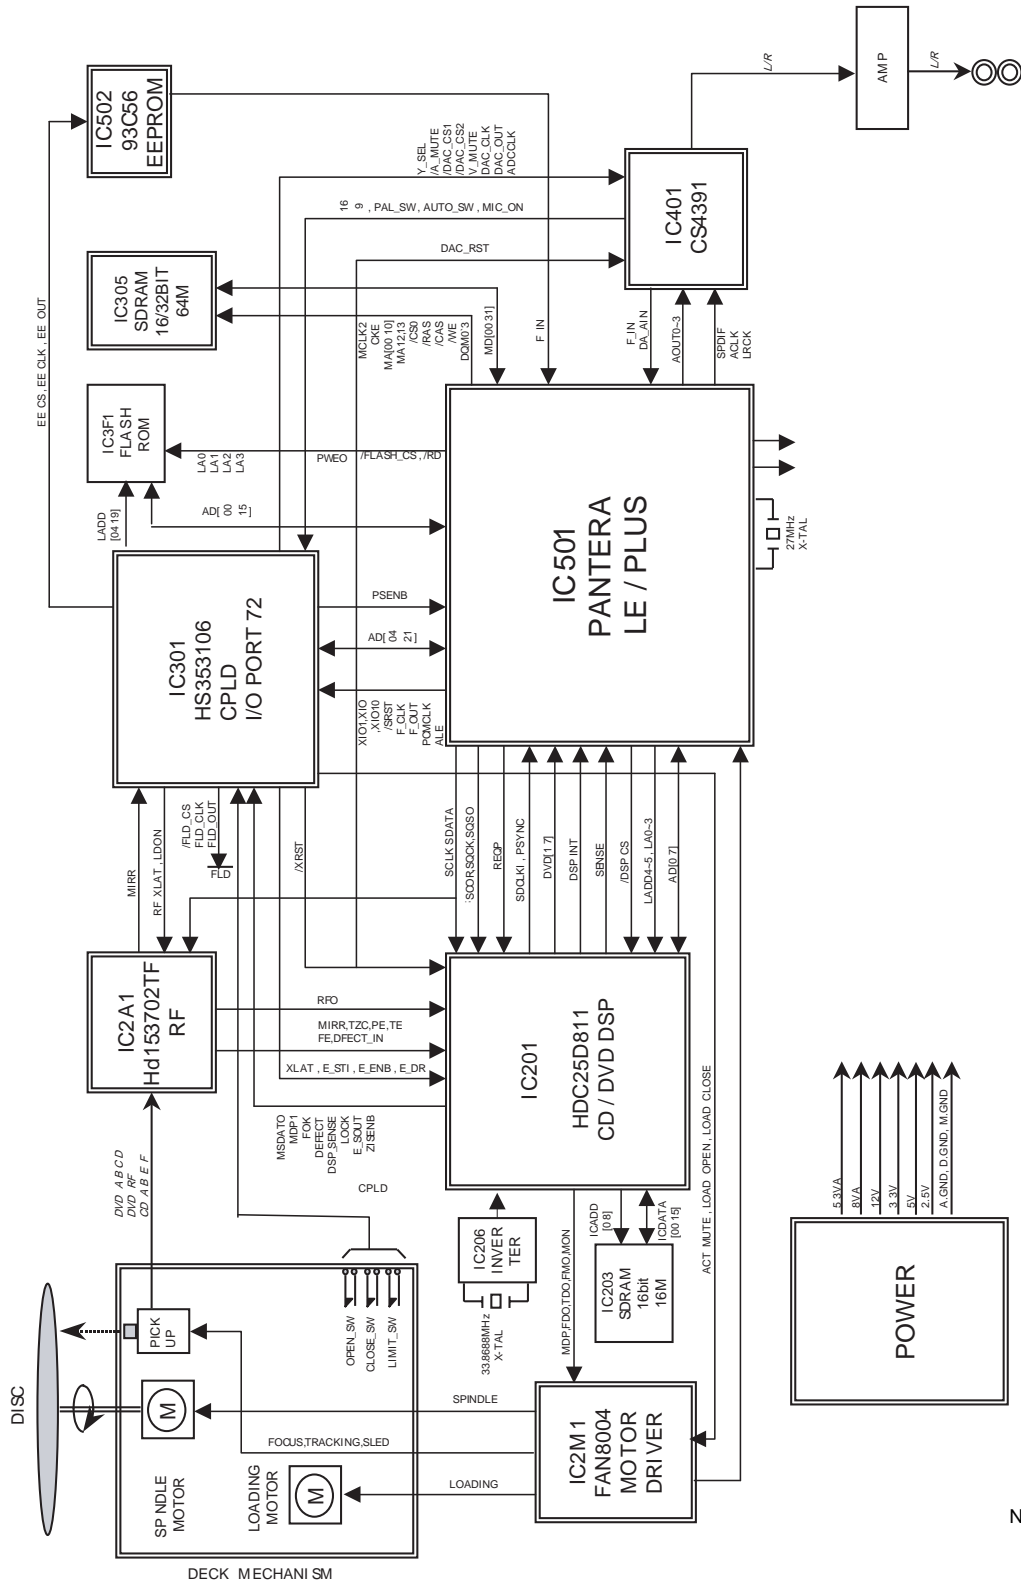 DISC
DECK MECHANISM
SP NDLE
MOTOR
M
LOADING
MOTOR
M
PICK
UP
OPEN_SW
CLOSE_SW
LIMIT_SW
SPINDLE
FOCUS,TRACKING,SLED
LOADING
DVD A B C D
DVD RF
CD A B E F
CPLD
IC2M1
FAN8004
MOTOR
DRIVER
MDP,FDO,TDO,FMO,MON
ACT MUTE , LOAD OPEN , LOAD CLOSE
33.8688MHz
X-TAL
IC206
INVER
TER
IC203
SDRAM
16bit
16M
ICADD
[0 8]
ICDATA
[00 15]
IC2A1
Hd153702TF
RF
MIRR
RF XLAT , LDON
/FLD_CS
FLD_CLK
FLD_OUT
FLD
/XRST
RFO
MIRR,TZC,PE,TE
FE,DFECT_IN
XLAT , E_STI , E_ENB , E_DR
MSDATO
MDP1
FOK
DEFECT
DSP_SENSE
LOCK
E_SOUT
ZISENB
IC201
HDC25D811
CD / DVD DSP
SCLK SDATA
SCOR,SQCK,SQSO
REQP
SDCLKI , PSYNC
DVD[1 7]
DSP INT
SENSE
/DSP CS
LADD4~5 , LA0~3
AD[0 7]
IC301
HS353106
CPLD
I/O PORT 72
EE CS , EE CLK , EE OUT
LADD
[04 19]
PSENB
AD[ 04 21 ]
XIO1,XIO
,XIO10
/SRST
F_CLK
F_OUT
PCMCLK
ALE
IC501
PANTERA
LE / PLUS
27MHz
X-TAL
IC3F1
FLASH
ROM
LA0
LA1
LA2
LA3
PWEO
/FLASH_CS , /RD
AD[ 00 15 ]
IC305
SDRAM
16/32BIT
64M
MCLK2
CKE
MA[00 10]
MA12,13
/CS0
/RAS
/CAS
/WE
DQM0'3
MD[00 31]
IC502
93C56
EEPROM
F IN
Y_SEL
/A_MUTE
/DAC_CS1
/DAC_CS2
V_MUTE
DAC_CLK
DAC_OUT
ADCCLK
16 9 , PAL_SW , AUTO_SW , MIC_ON
DAC_RST
IC401
CS4391
F_IN
DA_AIN
AOUT0~3
SPDIF
ACLK
LRCK
L/R
AMP
L/R
POWER
5.3VA
8VA
12V
3 3V
5V
2.5V
A.GND, D.GND, M.GND
N